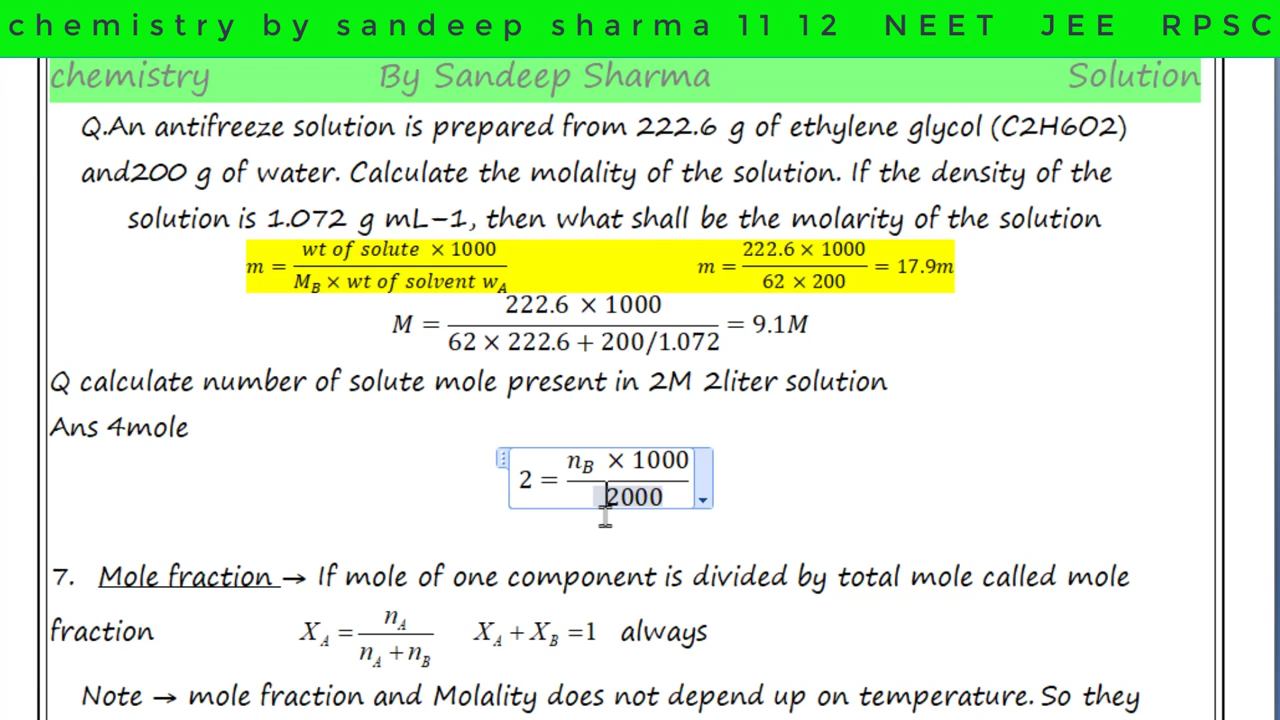 chemistry by sandeep sharma 11 12 NEET JEE RPSC
chemistry By Sandeep Sharma Solution
Q.An antifreeze solution is prepared from 222.6 g of ethylene glycol (C2H6O2)
and200 g of water. Calculate the molality of the solution. If the density of the
solution is 1.072 g mL−1, then what shall be the molarity of the solution
m = wt of solute × 1000 / M_B × wt of solvent w_A m = 222.6 × 1000 / 62 × 200 = 17.9m
M = 222.6 × 1000 / 62 × 222.6 + 200/1.072 = 9.1M
Q calculate number of solute mole present in 2M 2liter solution
Ans 4mole
2 = n_B × 1000 / 2000
7. Mole fraction → If mole of one component is divided by total mole called mole
fraction X_A = n_A / n_A + n_B X_A + X_B = 1 always
Note → mole fraction and Molality does not depend up on temperature. So they